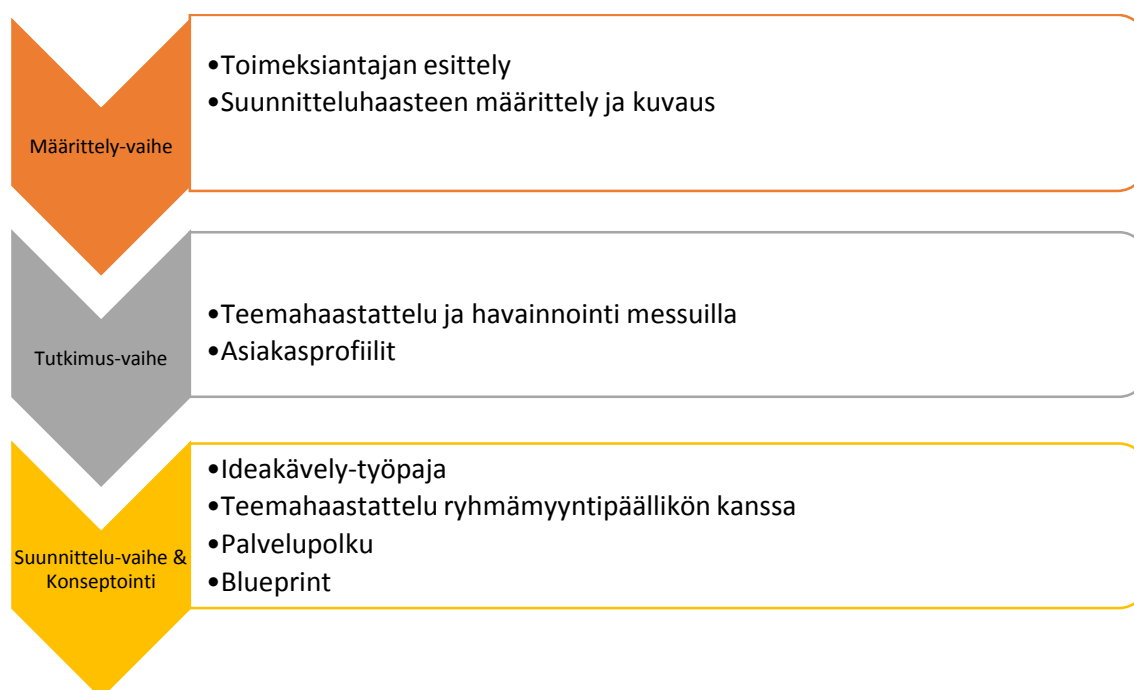 Määrittely-vaihe
•Toimeksiantajan esittely
•Suunnitteluhaasteen määrittely ja kuvaus
Tutkimus-vaihe
•Teemahaastattelu ja havainnointi messuilla
•Asiakasprofiilit
Suunnittelu-vaihe &
Konseptointi
•Ideakävely-työpaja
•Teemahaastattelu ryhmämyyntipäällikön kanssa
•Palvelupolku
•Blueprint